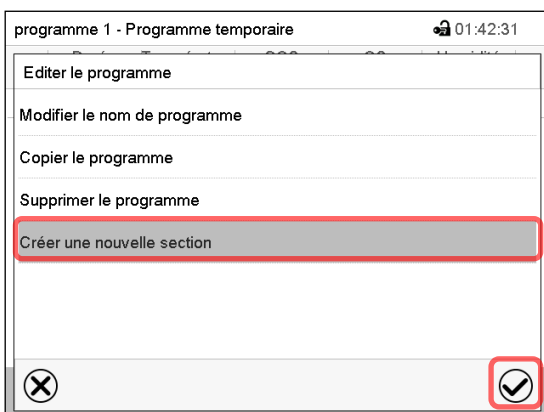 programme 1 - Programme temporaire 01:42:31
Editer le programme
Modifier le nom de programme
Copier le programme
Supprimer le programme
Créer une nouvelle section